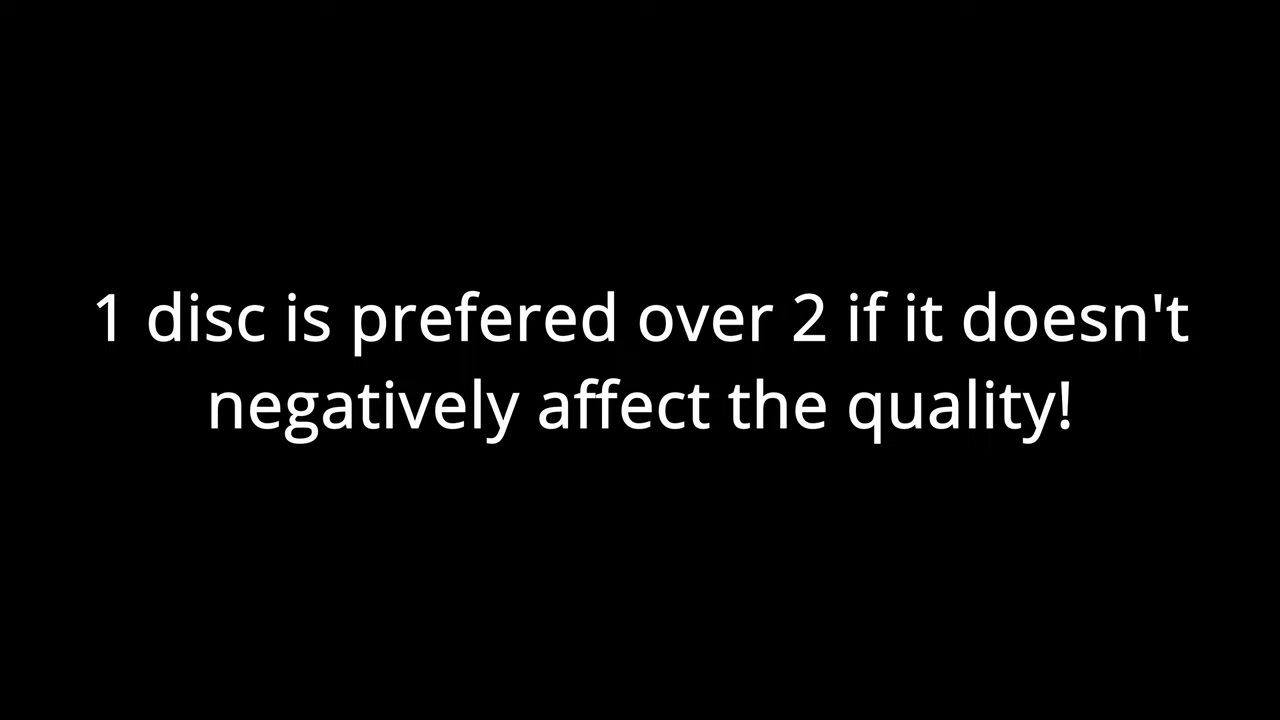 1 disc is prefered over 2 if it doesn't
negatively affect the quality!